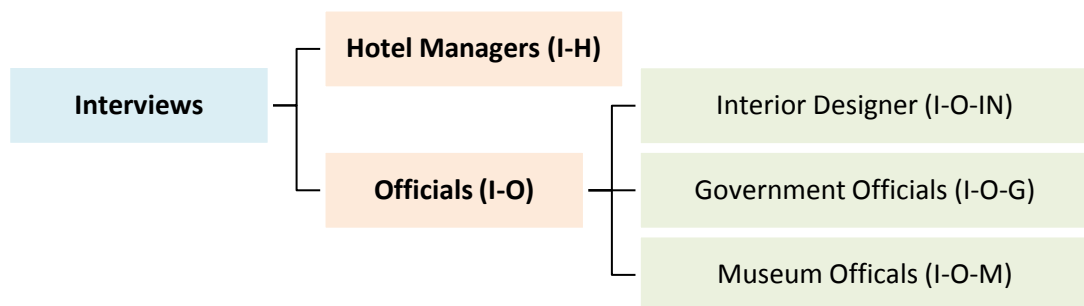 Interviews
Hotel Managers (I-H)
Officials (I-O)
Interior Designer (I-O-IN)
Government Officials (I-O-G)
Museum Officals (I-O-M)